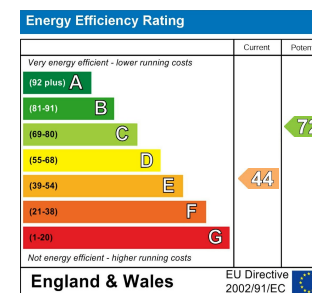 Energy Efficiency Rating
Current
Very energy efficient - lower running costs
(92 plus) A
(81-91) B
(69-80) C
72
(55-68) D
(39-54) E
44
(21-38) F
(1-20) G
Not energy efficient - higher running costs
England & Wales
EU Directive
2002/91/EC